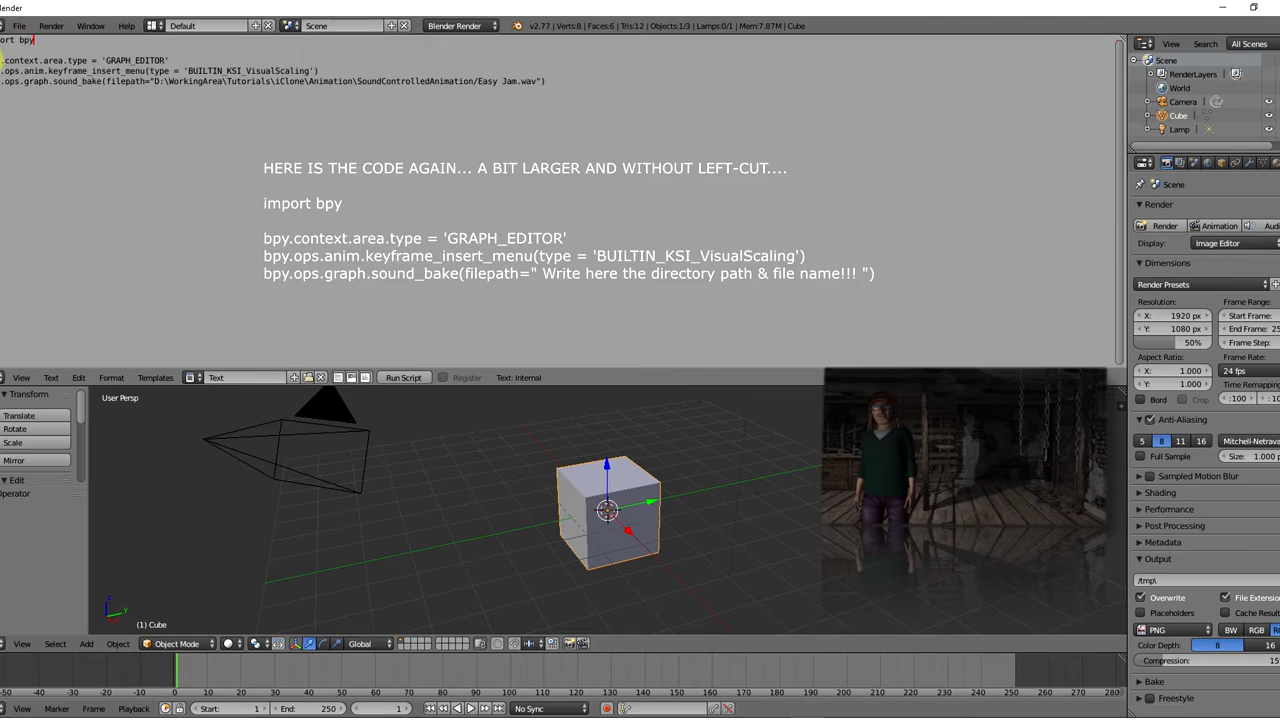 ender
File Render Window Help Default Scene Blender Render v2.77 | Verts:8 | Faces:6 | Tris:12 | Objects:1/3 | Lamps:0/1 | Mem:7.87M | Cube
ort bpy
.context.area.type = 'GRAPH_EDITOR'
.ops.anim.keyframe_insert_menu(type = 'BUILTIN_KSI_VisualScaling')
.ops.graph.sound_bake(filepath="D:\WorkingArea\Tutorials\iClone\Animation\SoundControlledAnimation/Easy Jam.wav")
HERE IS THE CODE AGAIN... A BIT LARGER AND WITHOUT LEFT-CUT....
import bpy
bpy.context.area.type = 'GRAPH_EDITOR'
bpy.ops.anim.keyframe_insert_menu(type = 'BUILTIN_KSI_VisualScaling')
bpy.ops.graph.sound_bake(filepath=" Write here the directory path & file name!!! ")
View Text Edit Format Templates Text Run Script Register Text: Internal
Transform
Translate
Rotate
Scale
Mirror
Edit
Operator
User Persp
(1) Cube
View Select Add Object Object Mode Global
-50 -40 -30 -20 -10 0 10 20 30 40 50 60 70 80 90 100 110 120 130 140 150 160 170 180 190 200 210 220 230 240 250 260 270 280
View Marker Frame Playback Start: 1 End: 250 1 No Sync
View Search All Scenes
Scene
RenderLayers
World
Camera
Cube
Lamp
Scene
Render
Render Animation Aud
Display: Image Editor
Dimensions
Render Presets
Resolution: Frame Range:
X: 1920 px Start Frame:
Y: 1080 px End Frame: 25
50% Frame Step:
Aspect Ratio: Frame Rate:
X: 1.000 24 fps
Y: 1.000 Time Remapping
Bord Crop :100 :1
Anti-Aliasing
5 8 11 16 Mitchell-Netrava
Full Sample Size: 1.000
Sampled Motion Blur
Shading
Performance
Post Processing
Metadata
Output
/tmp\
Overwrite File Extension
Placeholders Cache Result
PNG BW RGB RG
Color Depth: 8 16
Compression: 15
Bake
Freestyle